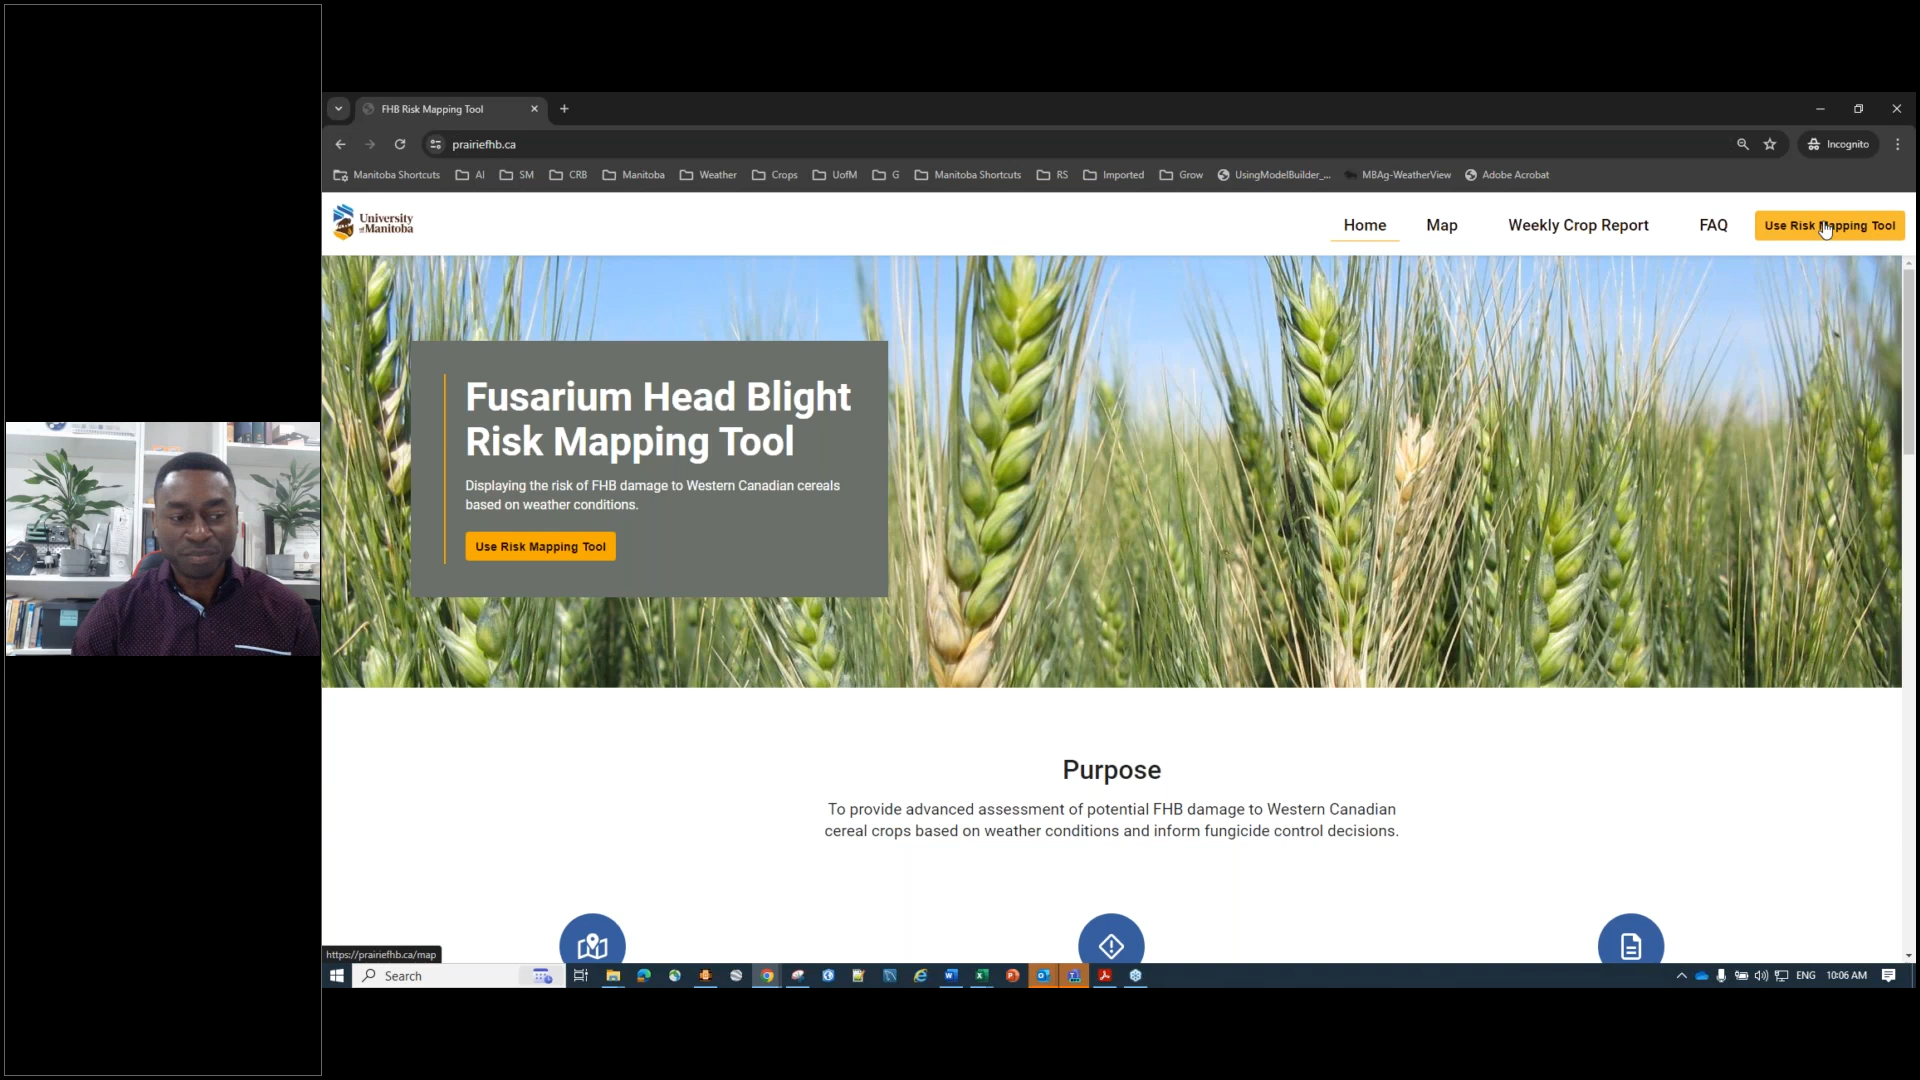 FHB Risk Mapping Tool
prairiefhb.ca
Incognito
Manitoba Shortcuts
AI
SM
CRB
Manitoba
Weather
Crops
UofM
G
Manitoba Shortcuts
RS
Imported
Grow
UsingModelBuilder_...
MBAg-WeatherView
Adobe Acrobat
University
of Manitoba
Home
Map
Weekly Crop Report
FAQ
Use Risk Mapping Tool
Fusarium Head Blight
Risk Mapping Tool
Displaying the risk of FHB damage to Western Canadian cereals
based on weather conditions.
Use Risk Mapping Tool
Purpose
To provide advanced assessment of potential FHB damage to Western Canadian
cereal crops based on weather conditions and inform fungicide control decisions.
https://prairiefhb.ca/map
Search
ENG
10:06 AM